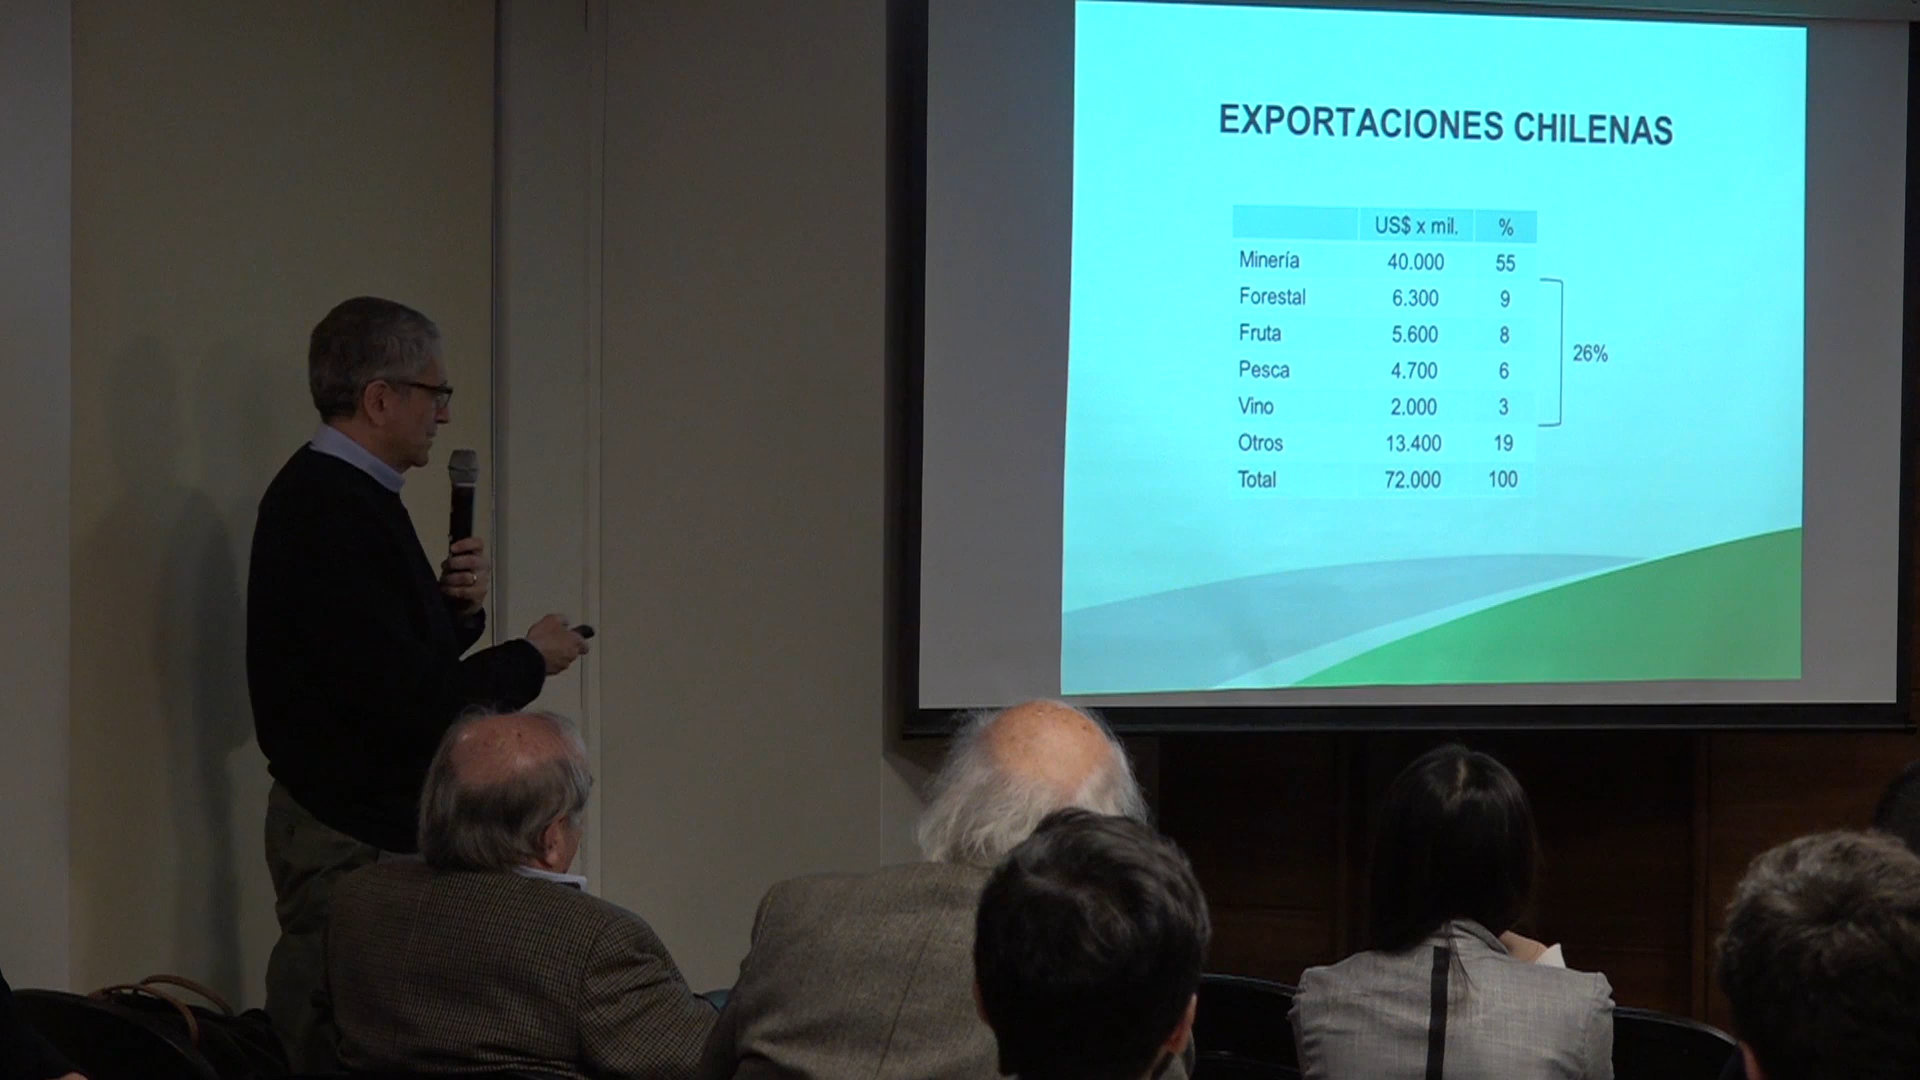 EXPORTACIONES CHILENAS
US$ x mil. %
Minería 40.000 55
Forestal 6.300 9
Fruta 5.600 8
26%
Pesca 4.700 6
Vino 2.000 3
Otros 13.400 19
Total 72.000 100